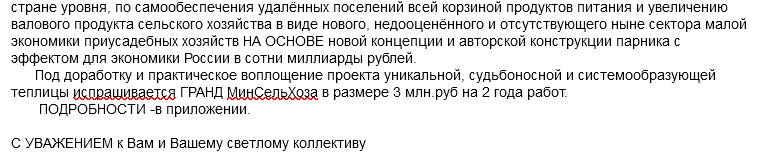 стране уровня, по самообеспечения удалённых поселений всей корзиной продуктов питания и увеличению
валового продукта сельского хозяйства в виде нового, недооценённого и отсутствующего ныне сектора малой
экономики приусадебных хозяйств НА ОСНОВЕ новой концепции и авторской конструкции парника с
эффектом для экономики России в сотни миллиарды рублей.
Под доработку и практическое воплощение проекта уникальной, судьбоносной и системообразующей
теплицы испрашивается ГРАНД МинСельХоза в размере 3 млн.руб на 2 года работ.
ПОДРОБНОСТИ -в приложении.
С УВАЖЕНИЕМ к Вам и Вашему светлому коллективу